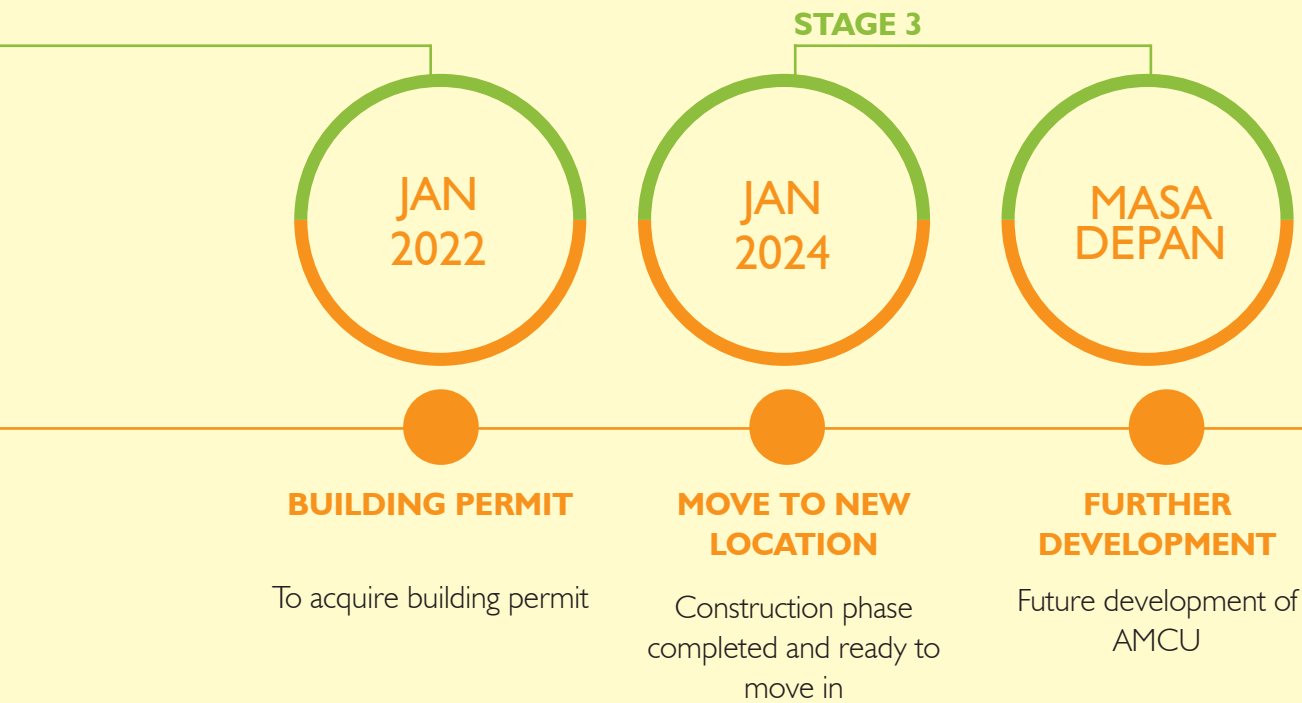 STAGE 3
JAN
2022
BUILDING PERMIT
To acquire building permit
JAN
2024
MOVE TO NEW
LOCATION
Construction phase
completed and ready to
move in
MASA
DEPAN
FURTHER
DEVELOPMENT
Future development of
AMCU